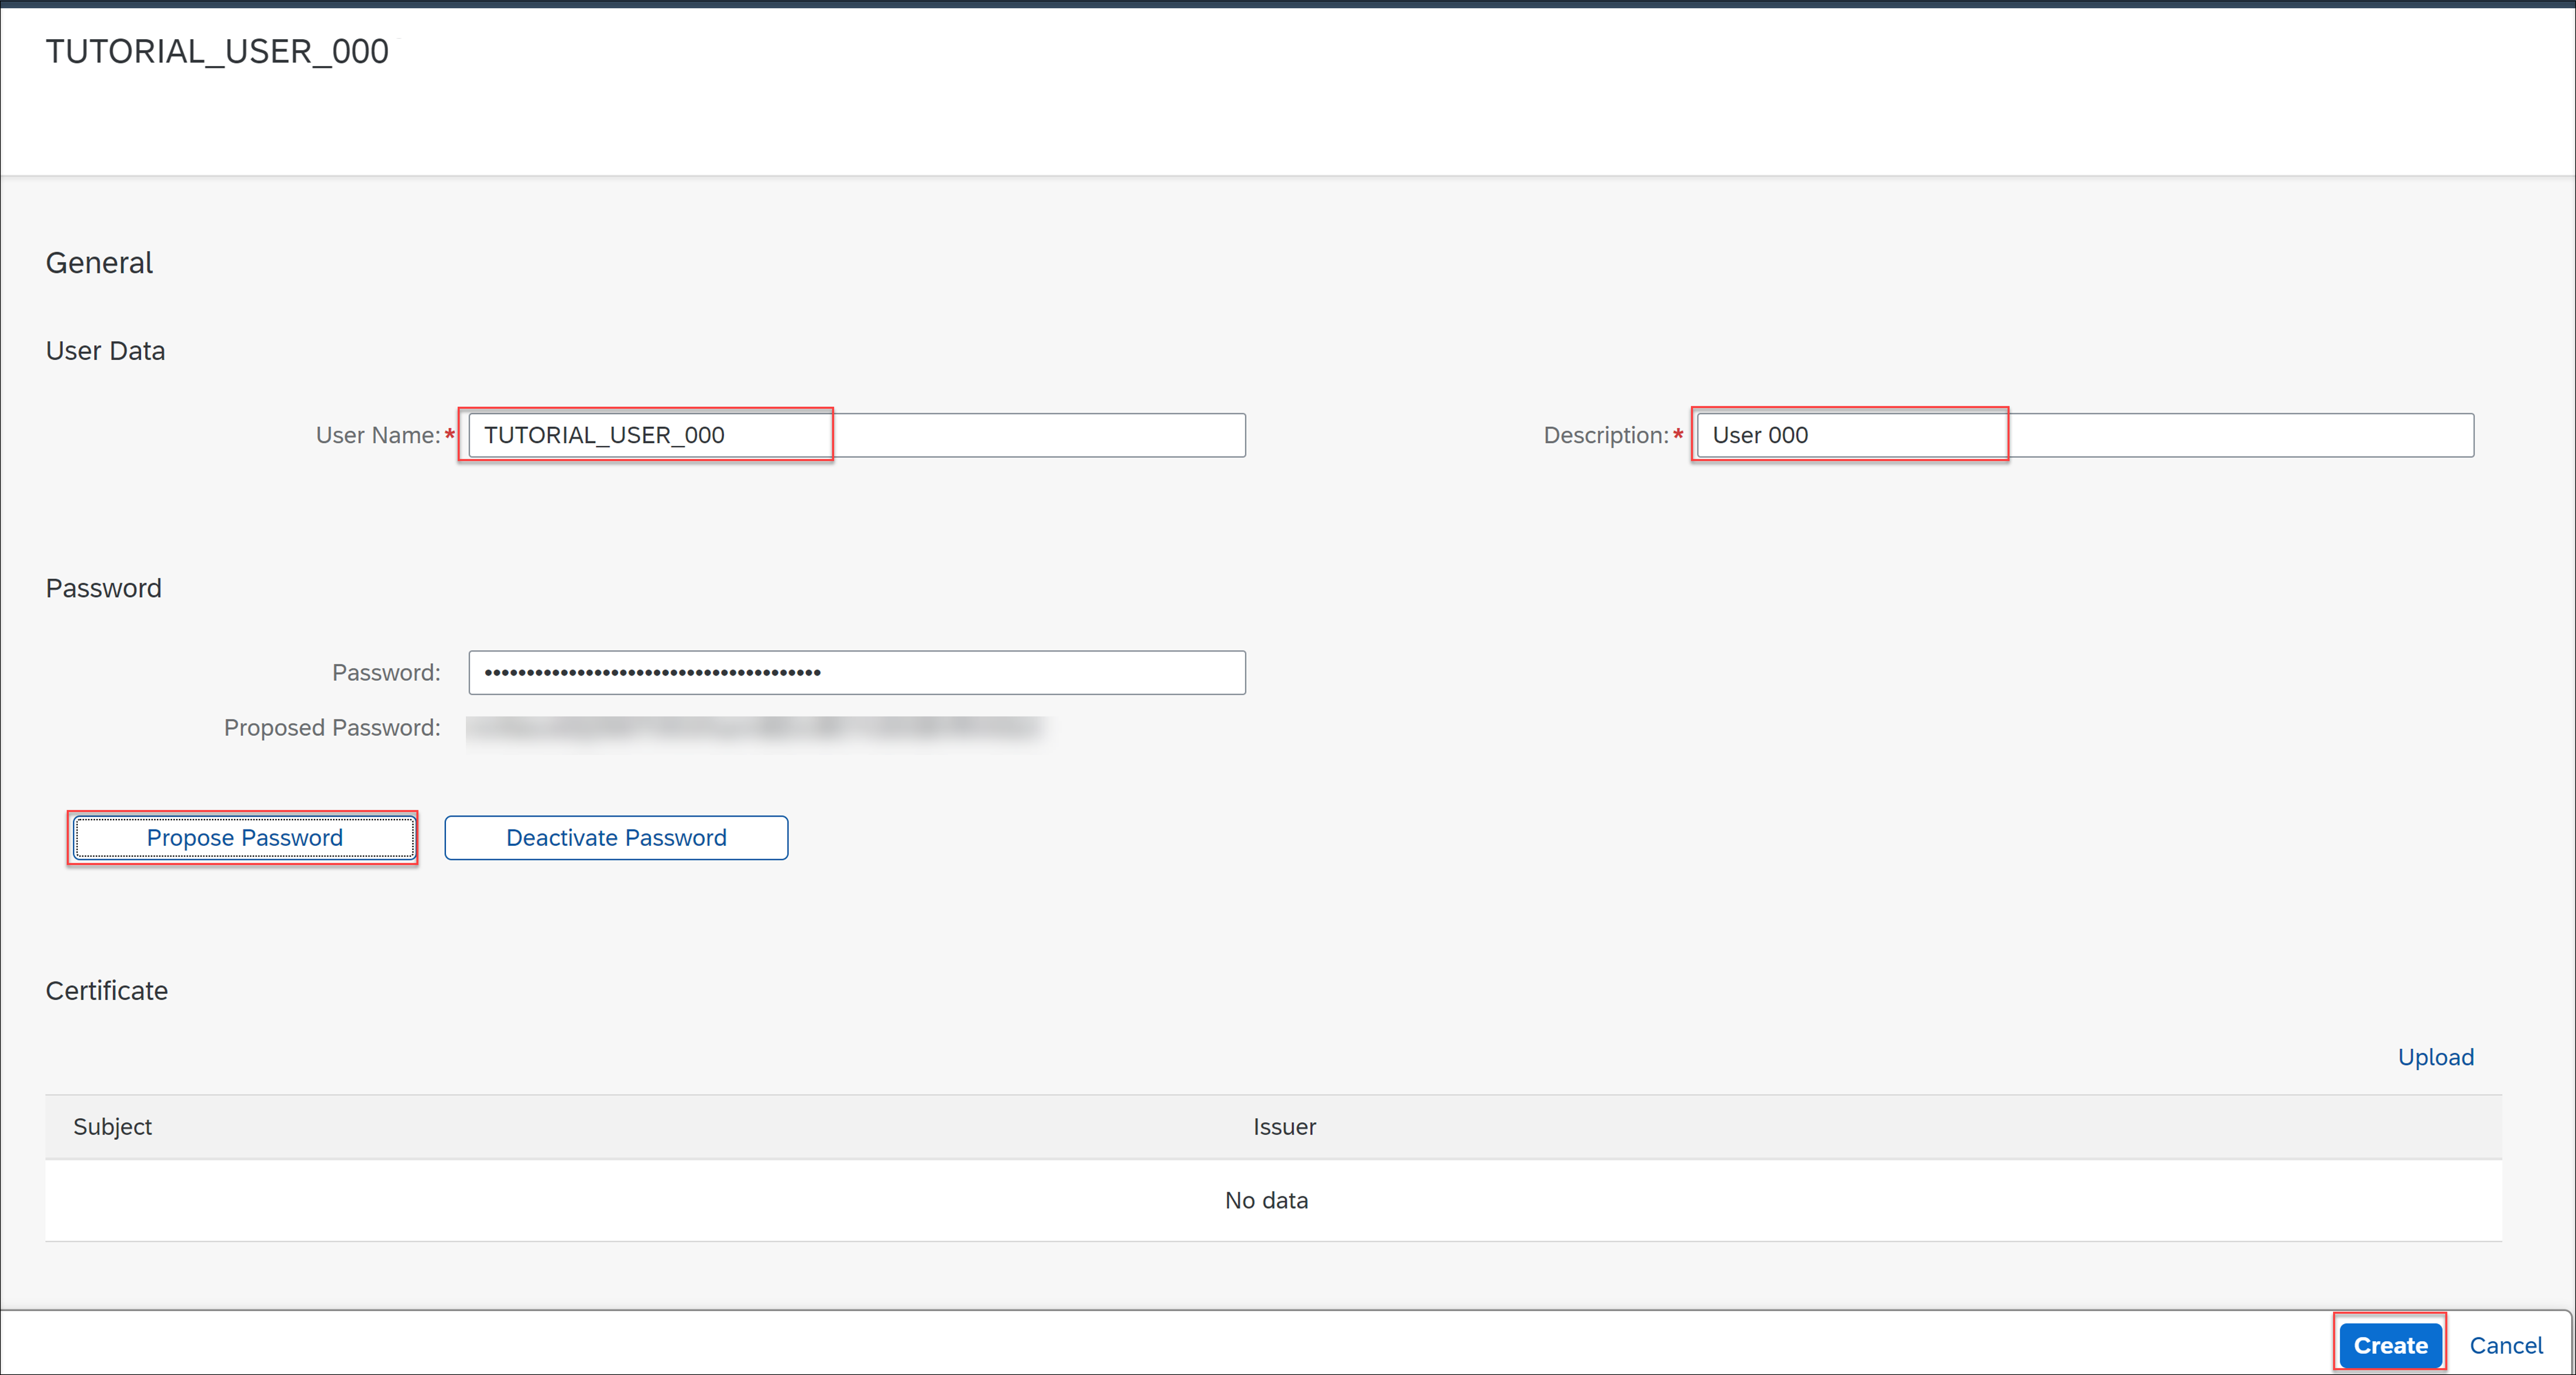 TUTORIAL_USER_000
General
User Data
User Name:* TUTORIAL_USER_000 Description:* User 000
Password
Password: ••••••••••••••••••••••••••••••••••••••••
Proposed Password:
Propose Password Deactivate Password
Certificate
Upload
Subject Issuer
No data
Create Cancel